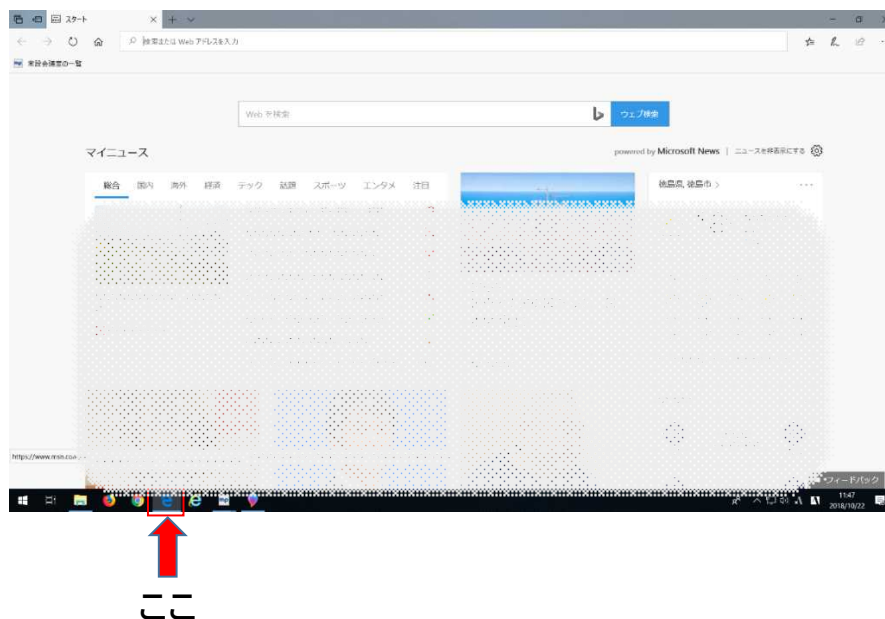 スタート
検索または Web アドレスを入力
Web を検索
ウェブ検索
マイニュース
powered by Microsoft News | ニュースを非表示にする
総合 国内 海外 経済 テック 話題 スポーツ エンタメ 注目
徳島県, 徳島市 >
https://www.msn.co
フィードバック
11:47
2018/10/22
ここ